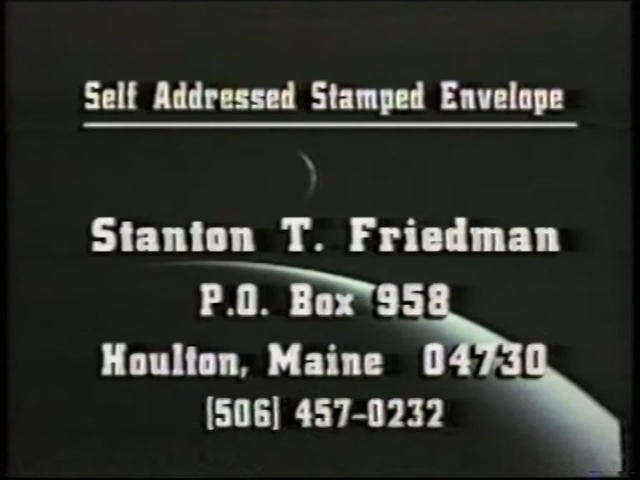 Self Addressed Stamped Envelope
Stanton T. Friedman
P.O. Box 958
Houlton, Maine 04730
(506) 457-0232